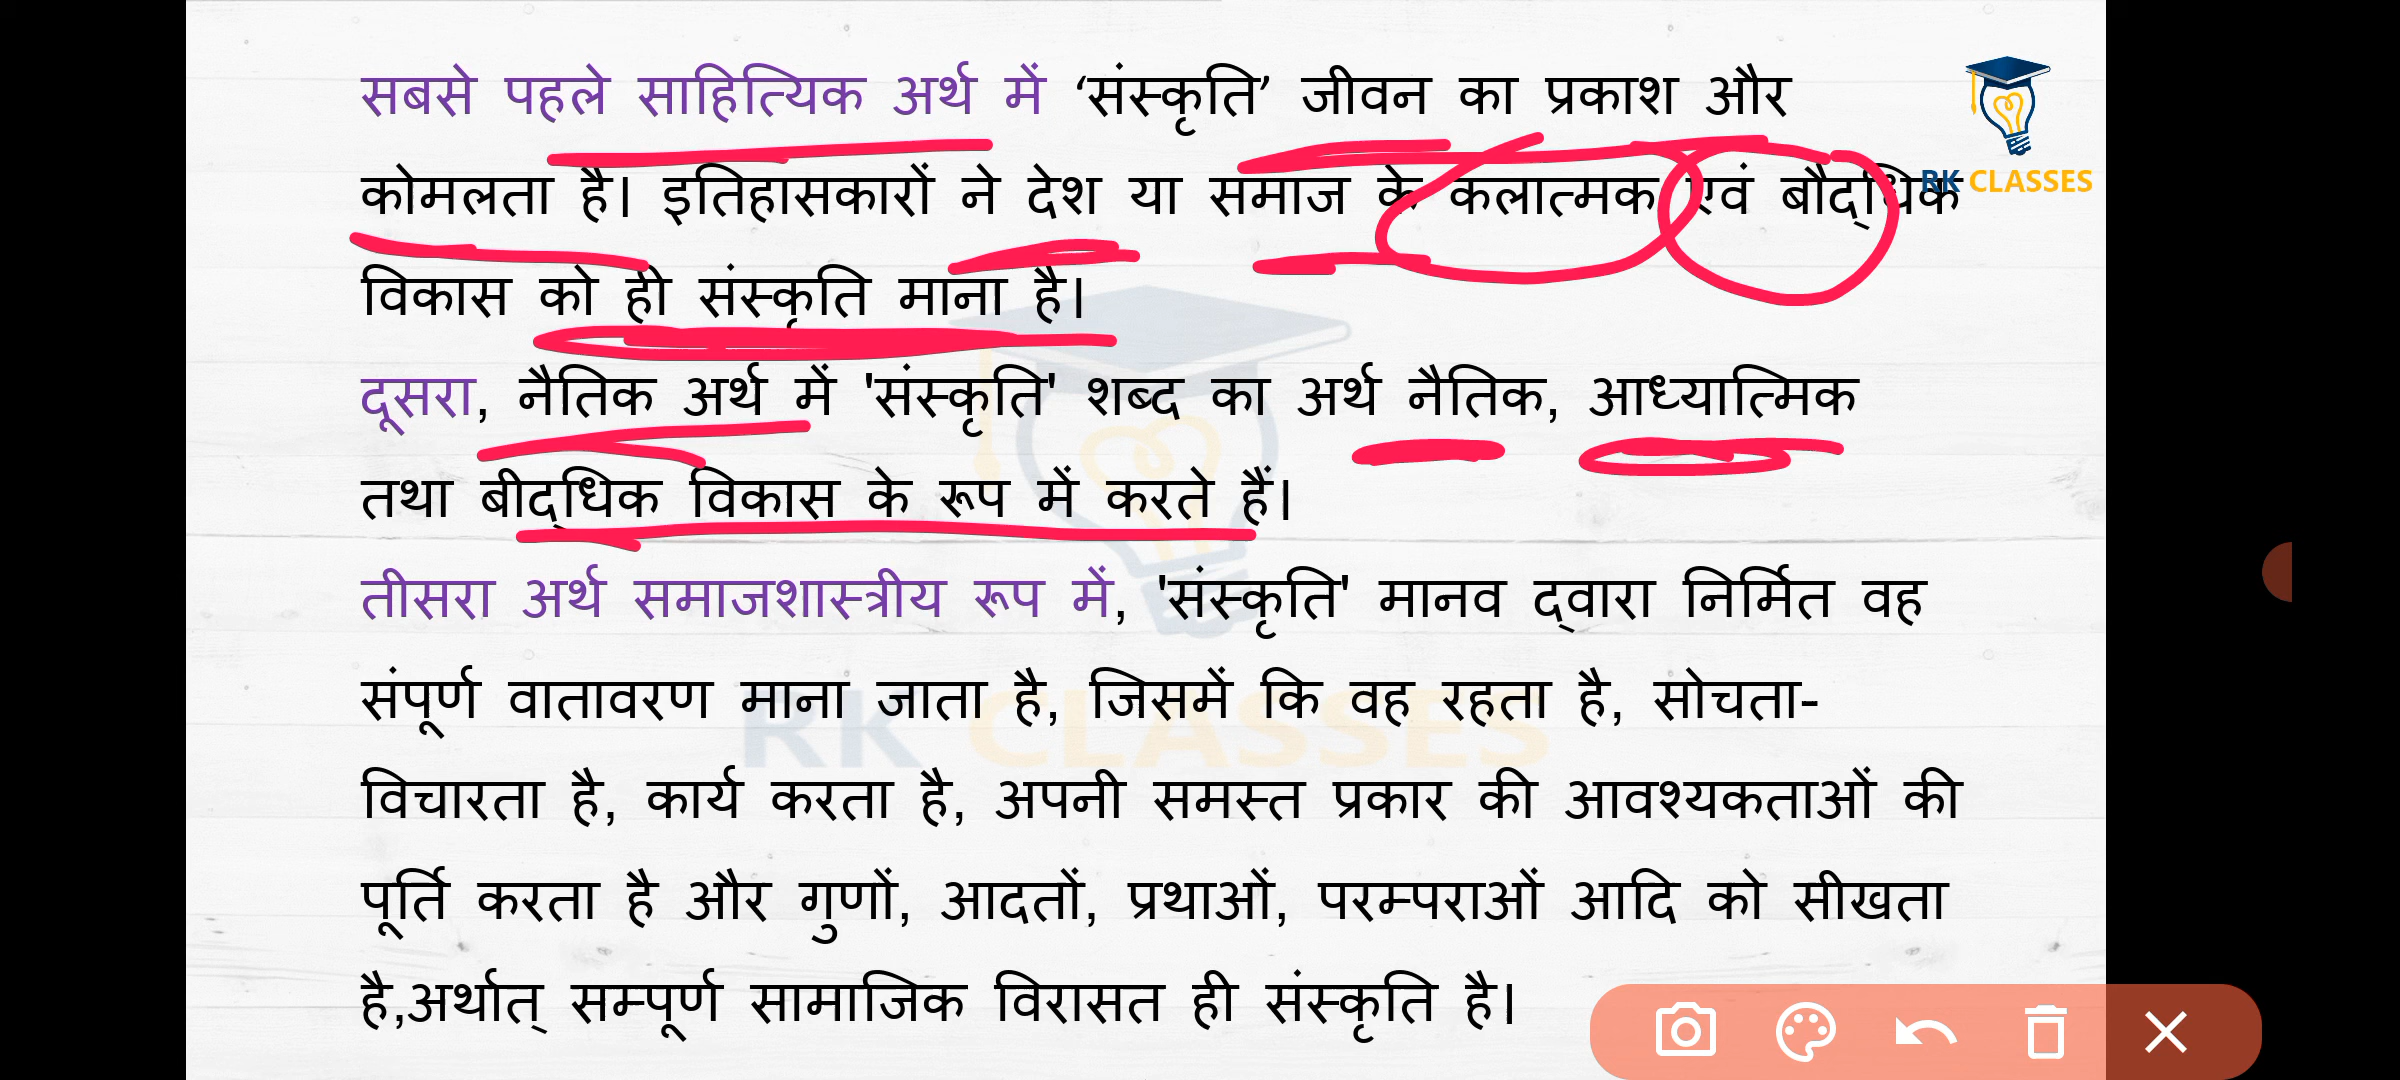 सबसे पहले साहित्यिक अर्थ में ‘संस्कृति’ जीवन का प्रकाश और
कोमलता है। इतिहासकारों ने देश या समाज के कलात्मक एवं बौद्धिक
विकास को ही संस्कृति माना है।
दूसरा, नैतिक अर्थ में 'संस्कृति' शब्द का अर्थ नैतिक, आध्यात्मिक
तथा बीद्धिक विकास के रूप में करते हैं।
तीसरा अर्थ समाजशास्त्रीय रूप में, 'संस्कृति' मानव द्वारा निर्मित वह
संपूर्ण वातावरण माना जाता है, जिसमें कि वह रहता है, सोचता-
विचारता है, कार्य करता है, अपनी समस्त प्रकार की आवश्यकताओं की
पूर्ति करता है और गुणों, आदतों, प्रथाओं, परम्पराओं आदि को सीखता
है,अर्थात् सम्पूर्ण सामाजिक विरासत ही संस्कृति है।
RK CLASSES
RK CLASSES